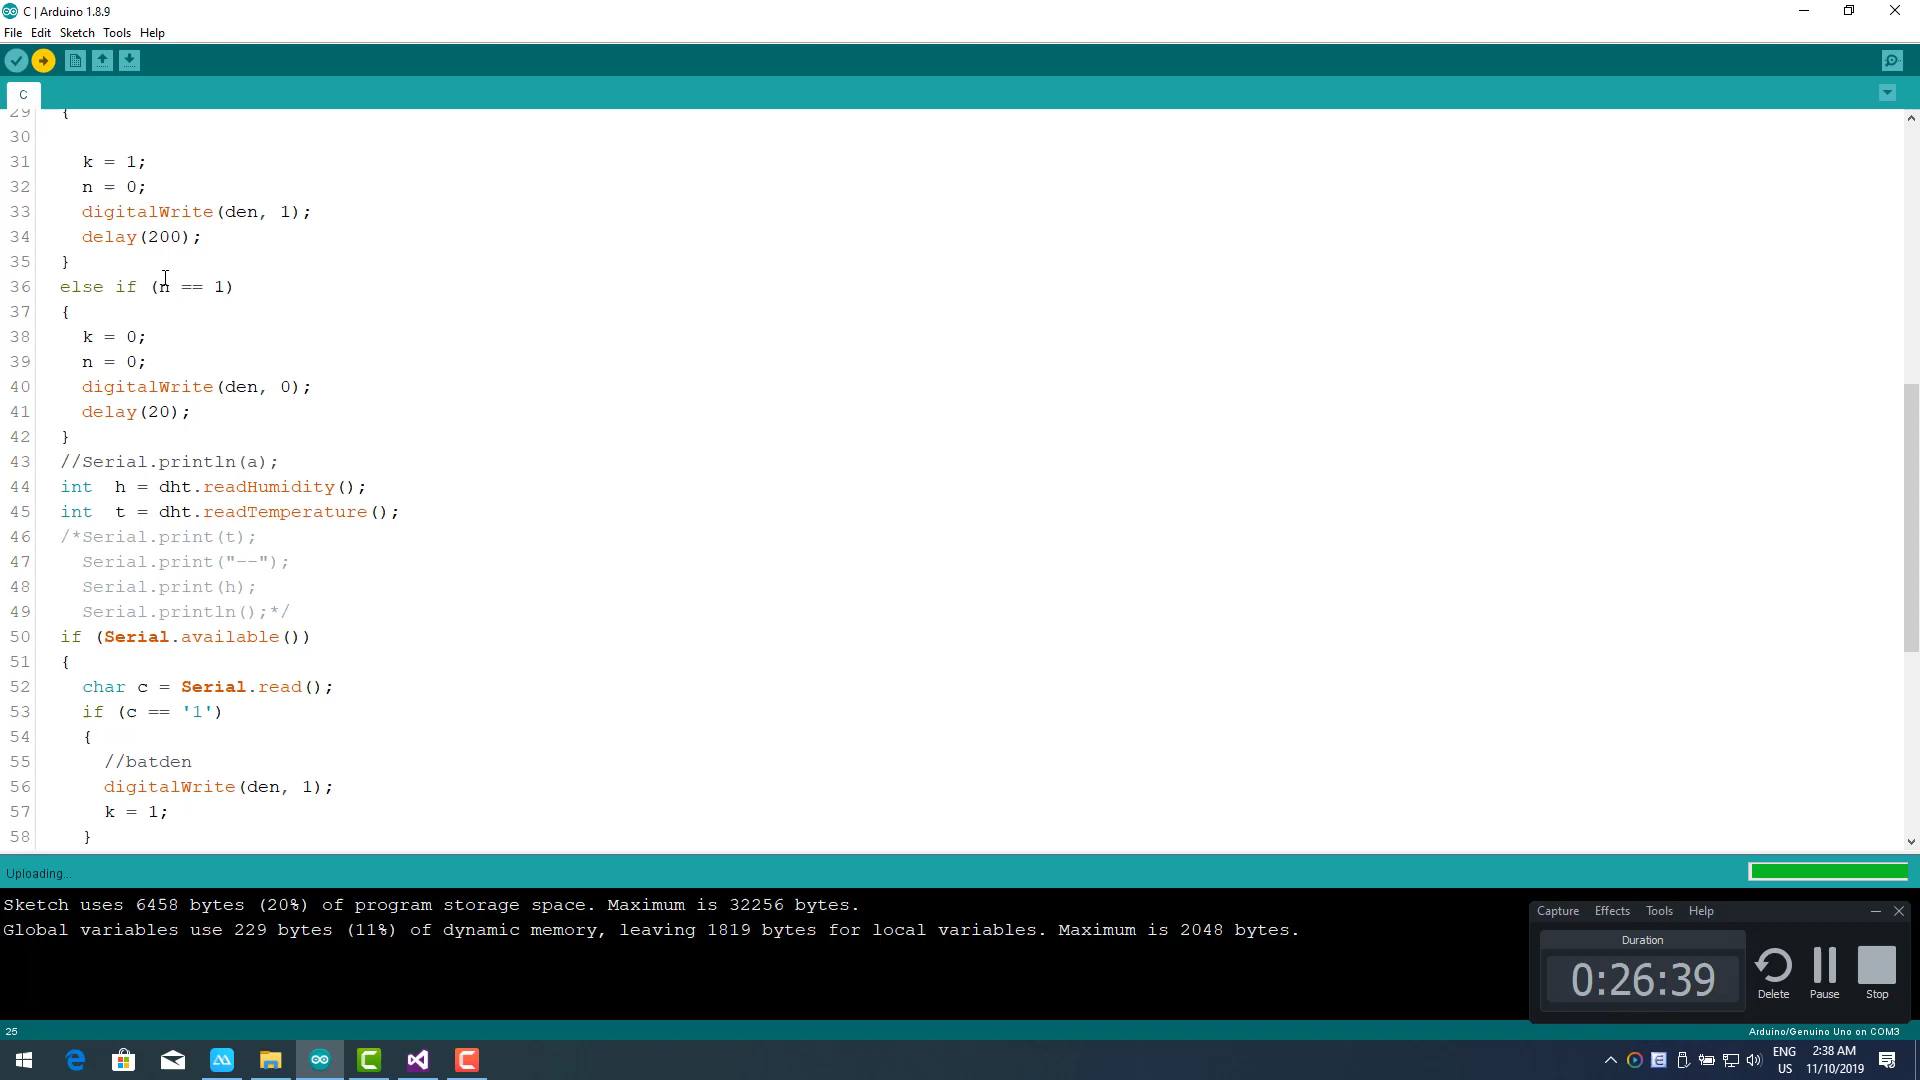 C | Arduino 1.8.9
File Edit Sketch Tools Help
C
29 {
30
31 k = 1;
32 n = 0;
33 digitalWrite(den, 1);
34 delay(200);
35 }
36 else if (n == 1)
37 {
38 k = 0;
39 n = 0;
40 digitalWrite(den, 0);
41 delay(20);
42 }
43 //Serial.println(a);
44 int  h = dht.readHumidity();
45 int  t = dht.readTemperature();
46 /*Serial.print(t);
47 Serial.print("--");
48 Serial.print(h);
49 Serial.println();*/
50 if (Serial.available())
51 {
52 char c = Serial.read();
53 if (c == '1')
54 {
55 //batden
56 digitalWrite(den, 1);
57 k = 1;
58 }
Uploading...
Sketch uses 6458 bytes (20%) of program storage space. Maximum is 32256 bytes.
Global variables use 229 bytes (11%) of dynamic memory, leaving 1819 bytes for local variables. Maximum is 2048 bytes.
Capture Effects Tools Help
Duration
0:26:39
Delete Pause Stop
25
Arduino/Genuino Uno on COM3
ENG
US
2:38 AM
11/10/2019